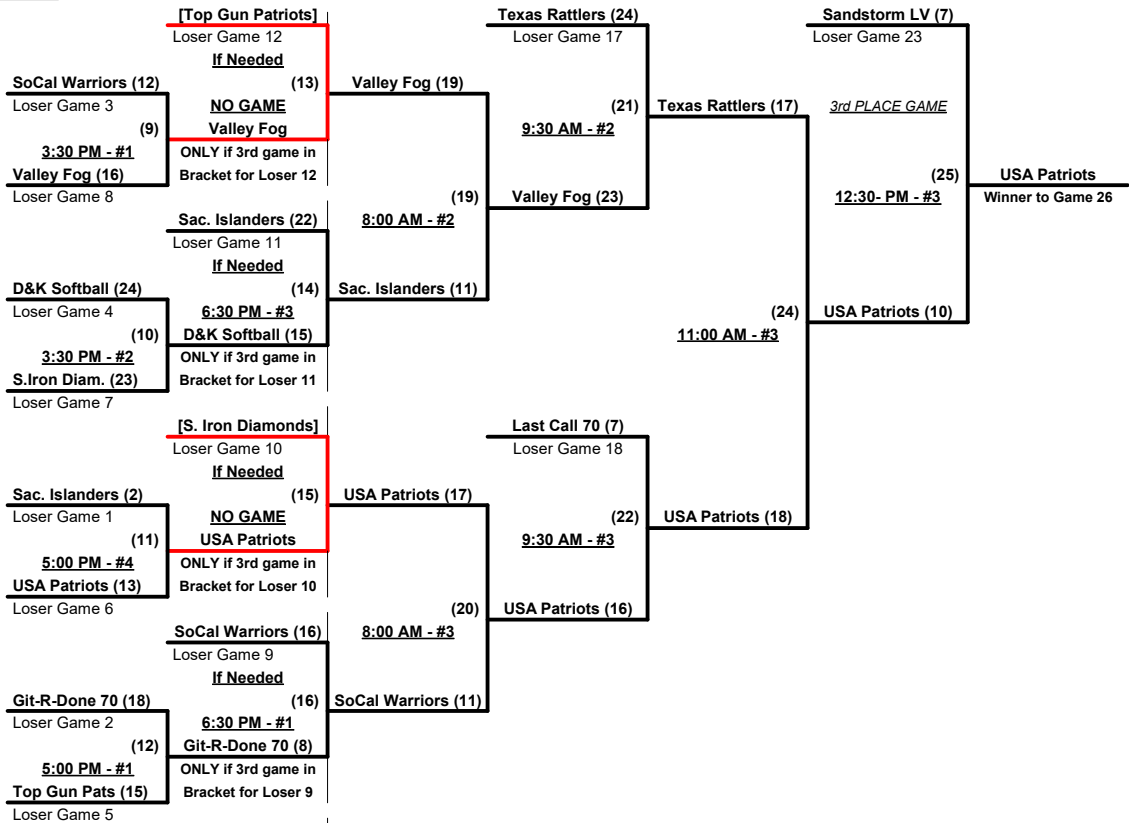 [Top Gun Patriots]
Loser Game 12
If Needed
(13)
NO GAME
Valley Fog
ONLY if 3rd game in
Bracket for Loser 12
SoCal Warriors (12)
Loser Game 3
(9)
3:30 PM - #1
Valley Fog (16)
Loser Game 8
Sac. Islanders (22)
Loser Game 11
If Needed
(14)
6:30 PM - #3
D&K Softball (15)
ONLY if 3rd game in
Bracket for Loser 11
D&K Softball (24)
Loser Game 4
(10)
3:30 PM - #2
S.Iron Diam. (23)
Loser Game 7
[S. Iron Diamonds]
Loser Game 10
If Needed
(15)
NO GAME
USA Patriots
ONLY if 3rd game in
Bracket for Loser 10
Sac. Islanders (2)
Loser Game 1
(11)
5:00 PM - #4
USA Patriots (13)
Loser Game 6
SoCal Warriors (16)
Loser Game 9
If Needed
(16)
6:30 PM - #1
Git-R-Done 70 (8)
ONLY if 3rd game in
Bracket for Loser 9
Git-R-Done 70 (18)
Loser Game 2
(12)
5:00 PM - #1
Top Gun Pats (15)
Loser Game 5
Valley Fog (19)
(19)
8:00 AM - #2
Sac. Islanders (11)
USA Patriots (17)
(20)
8:00 AM - #3
SoCal Warriors (11)
Texas Rattlers (24)
Loser Game 17
(21)
9:30 AM - #2
Valley Fog (23)
Last Call 70 (7)
Loser Game 18
(22)
9:30 AM - #3
USA Patriots (16)
Texas Rattlers (17)
(24)
11:00 AM - #3
USA Patriots (18)
Sandstorm LV (7)
Loser Game 23
3rd PLACE GAME
(25)
12:30- PM - #3
USA Patriots (10)
USA Patriots
Winner to Game 26